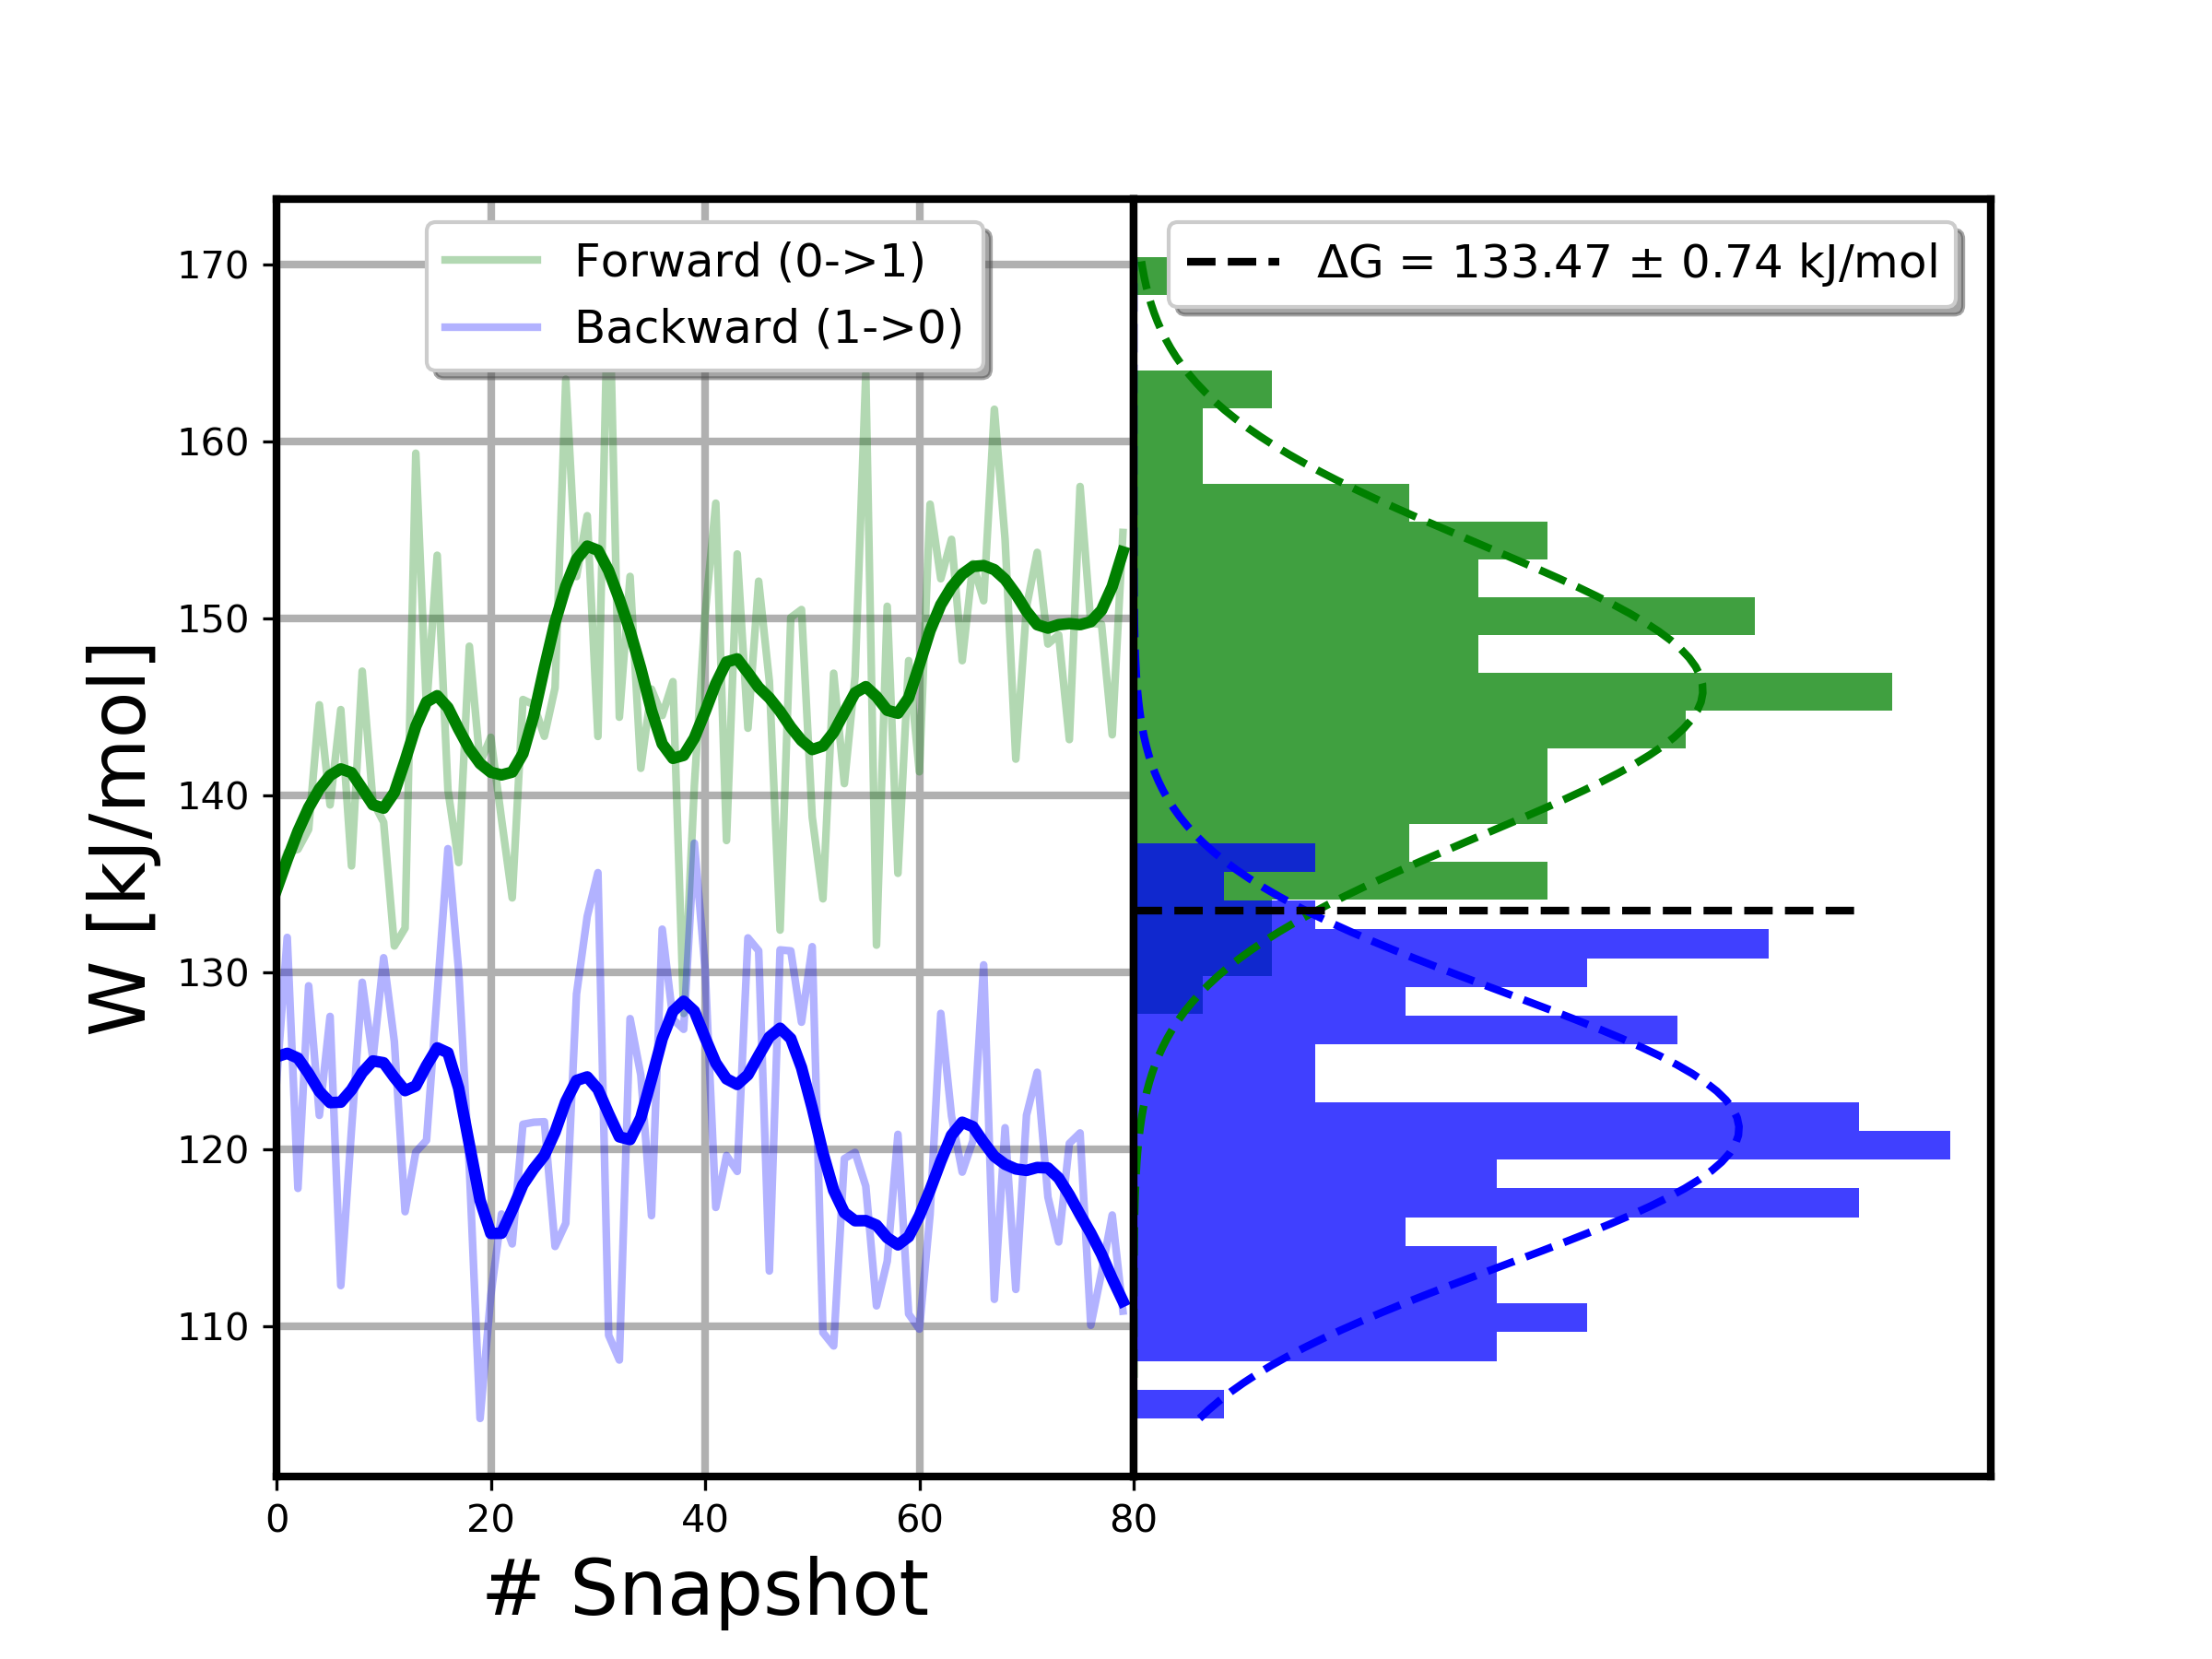 Forward (0->1)
Backward (1->0)
ΔG = 133.47 ± 0.74 kJ/mol
W [kJ/mol]
170
160
150
140
130
120
110
0 20 40 60 80
# Snapshot